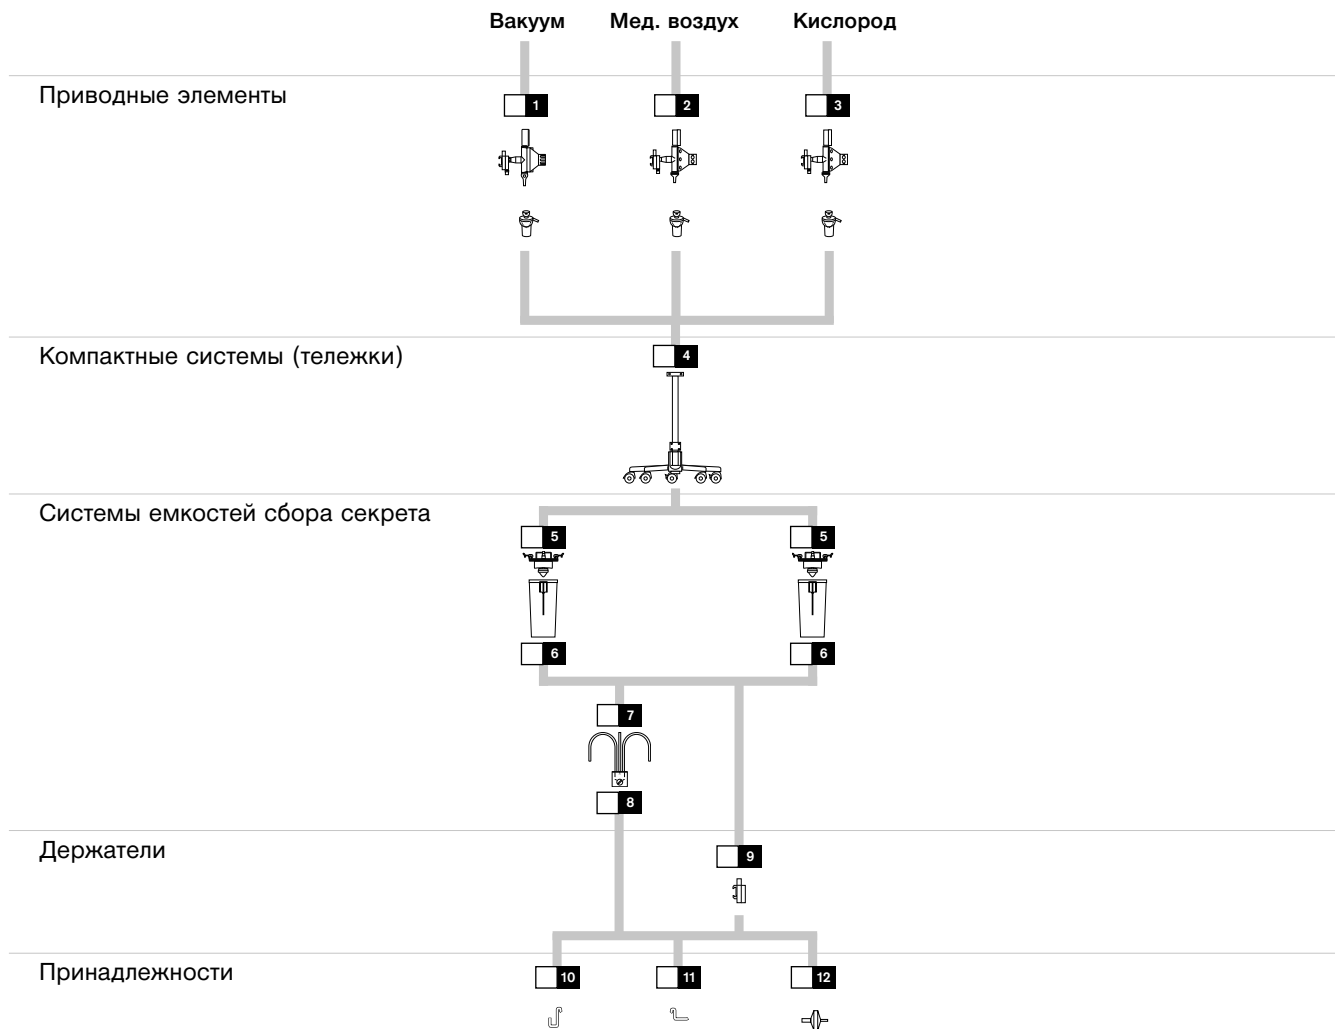 Вакуум Мед. воздух Кислород
Приводные элементы
1 2 3
Компактные системы (тележки)
4
Системы емкостей сбора секрета
5 5
6 6
7
8
Держатели
9
Принадлежности
10 11 12